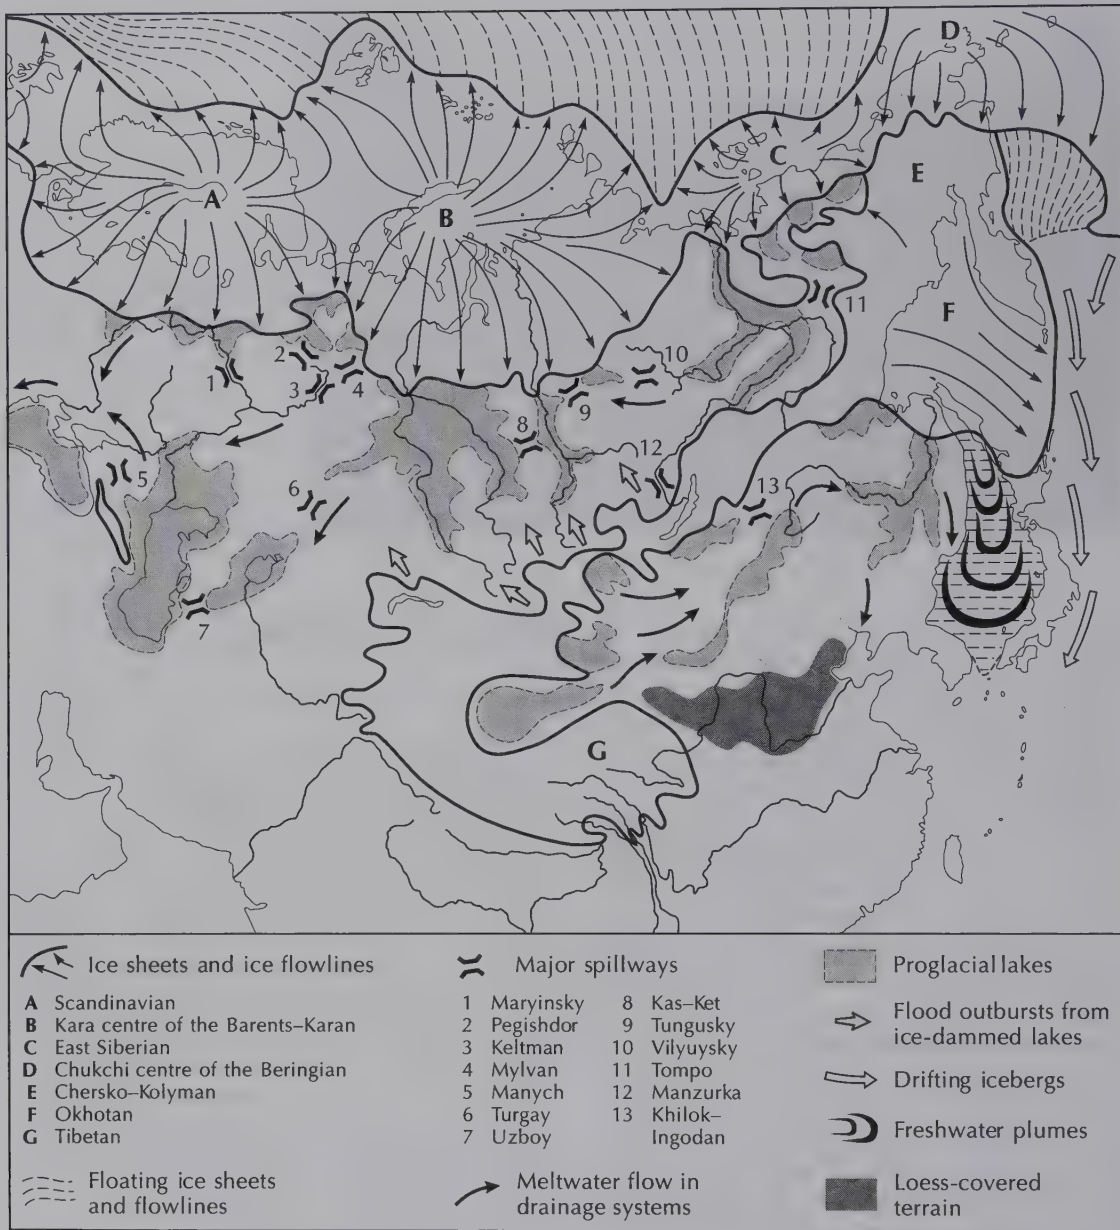 D
C
E
A
B
11
F
2
10
1
3
4
9
8
12
5
6
13
7
G
Ice sheets and ice flowlines
A Scandinavian
B Kara centre of the Barents–Karan
C East Siberian
D Chukchi centre of the Beringian
E Chersko–Kolyman
F Okhotan
G Tibetan
Floating ice sheets
and flowlines
Major spillways
1 Maryinsky
2 Pegishdor
3 Keltman
4 Mylvan
5 Manych
6 Turgay
7 Uzboy
8 Kas–Ket
9 Tungusky
10 Vilyuysky
11 Tompo
12 Manzurka
13 Khilok–
Ingodan
Meltwater flow in
drainage systems
Proglacial lakes
Flood outbursts from
ice-dammed lakes
Drifting icebergs
Freshwater plumes
Loess-covered
terrain